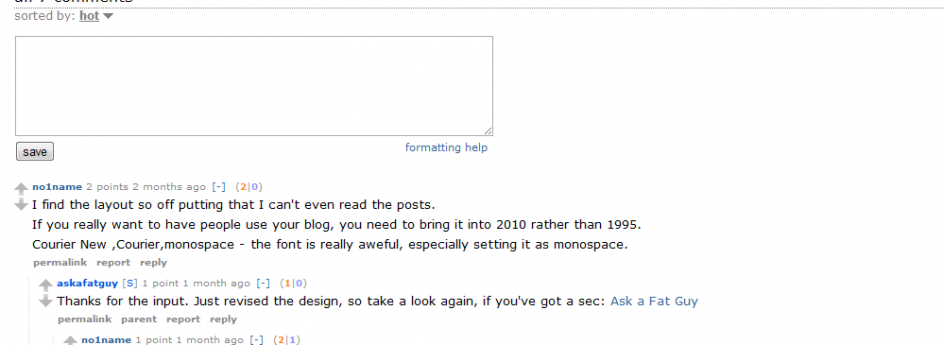 all 7 comments
sorted by: hot
save
formatting help
no1name 2 points 2 months ago [-] (2|0)
I find the layout so off putting that I can't even read the posts.
If you really want to have people use your blog, you need to bring it into 2010 rather than 1995.
Courier New ,Courier,monospace - the font is really aweful, especially setting it as monospace.
permalink report reply
askafatguy [S] 1 point 1 month ago [-] (1|0)
Thanks for the input. Just revised the design, so take a look again, if you've got a sec: Ask a Fat Guy
permalink parent report reply
no1name 1 point 1 month ago [-] (2|1)